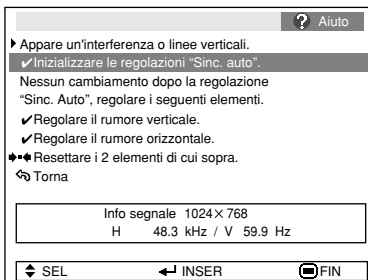 ? Aiuto
Appare un'interferenza o linee verticali.
✔Inizializzare le regolazioni “Sinc. auto”.
Nessun cambiamento dopo la regolazione
“Sinc. Auto”, regolare i seguenti elementi.
✔Regolare il rumore verticale.
✔Regolare il rumore orizzontale.
Resettare i 2 elementi di cui sopra.
Torna
Info segnale 1024×768
H 48.3 kHz / V 59.9 Hz
SEL INSER FIN